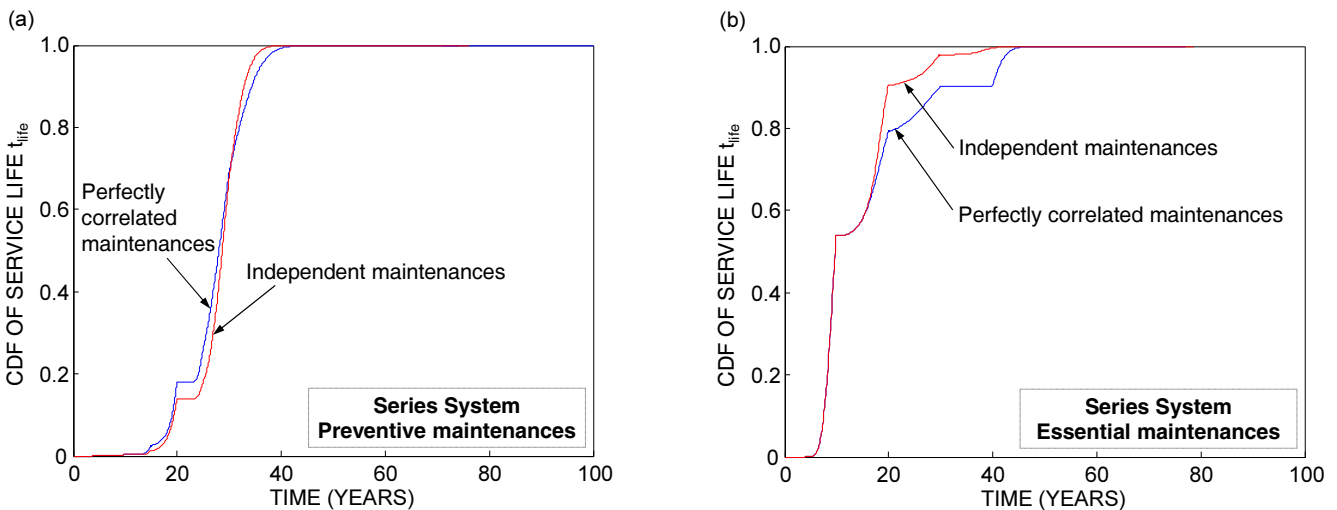 (a)
CDF OF SERVICE LIFE t_life
1.0
0.8
0.6
0.4
0.2
0
Perfectly
correlated
maintenances
Independent maintenances
Series System
Preventive maintenances
0 20 40 60 80 100
TIME (YEARS)
(b)
CDF OF SERVICE LIFE t_life
1.0
0.8
0.6
0.4
0.2
0
Independent maintenances
Perfectly correlated maintenances
Series System
Essential maintenances
0 20 40 60 80 100
TIME (YEARS)